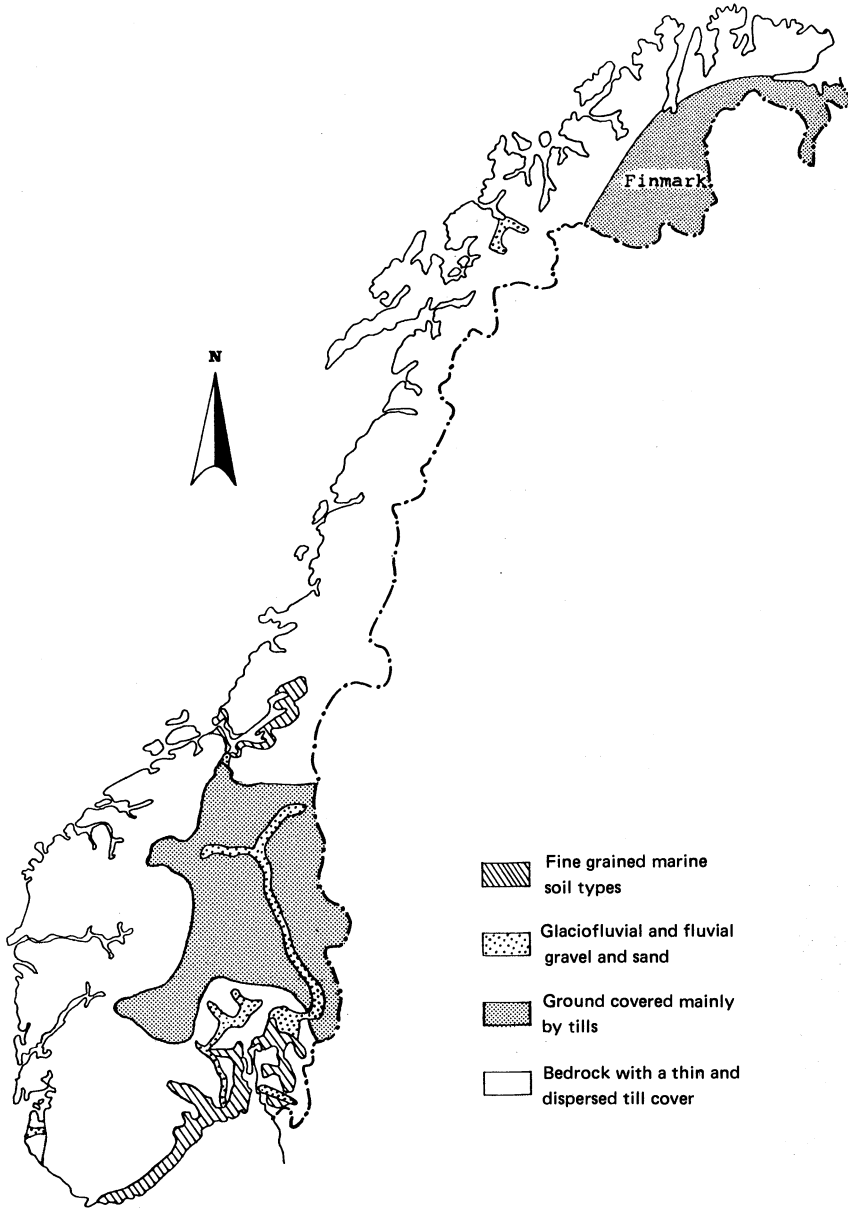 Finmark
N
Fine grained marine
soil types
Glaciofluvial and fluvial
gravel and sand
Ground covered mainly
by tills
Bedrock with a thin and
dispersed till cover